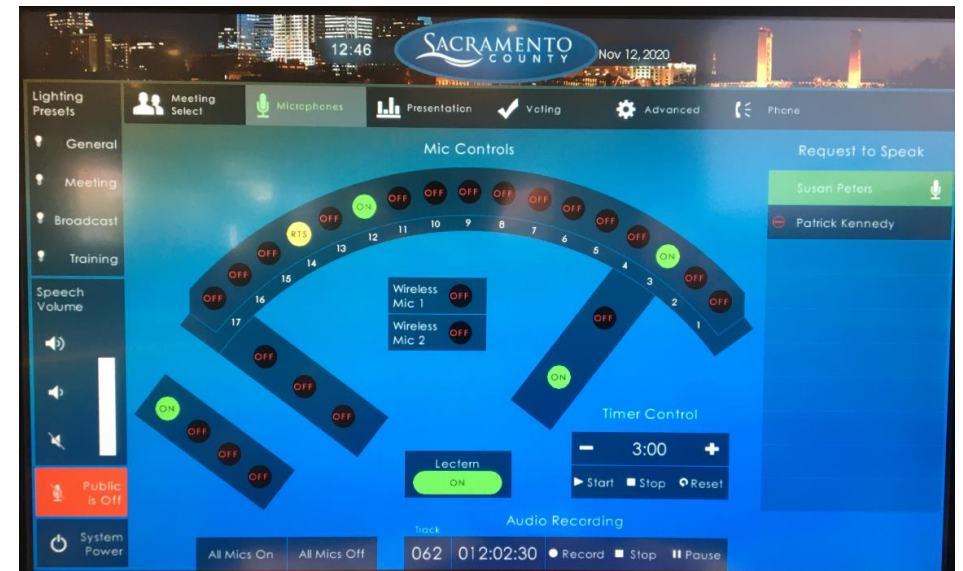 12:46
SACRAMENTO
COUNTY
Nov 12, 2020
Lighting
Presets
General
Meeting
Broadcast
Training
Speech
Volume
Public
is Off
System
Power
Meeting
Select
Microphones
Presentation
Voting
Advanced
Phone
Mic Controls
OFF
OFF
OFF
RTS
OFF
ON
OFF
OFF
OFF
OFF
OFF
OFF
OFF
OFF
ON
OFF
OFF
17
16
15
14
13
12
11
10
9
8
7
6
5
4
3
2
1
Wireless
Mic 1
OFF
Wireless
Mic 2
OFF
OFF
OFF
OFF
ON
OFF
OFF
OFF
OFF
ON
Lectern
ON
All Mics On
All Mics Off
Request to Speak
Susan Peters
Patrick Kennedy
Timer Control
3:00
Start Stop Reset
Audio Recording
Track
062 012:02:30 Record Stop Pause